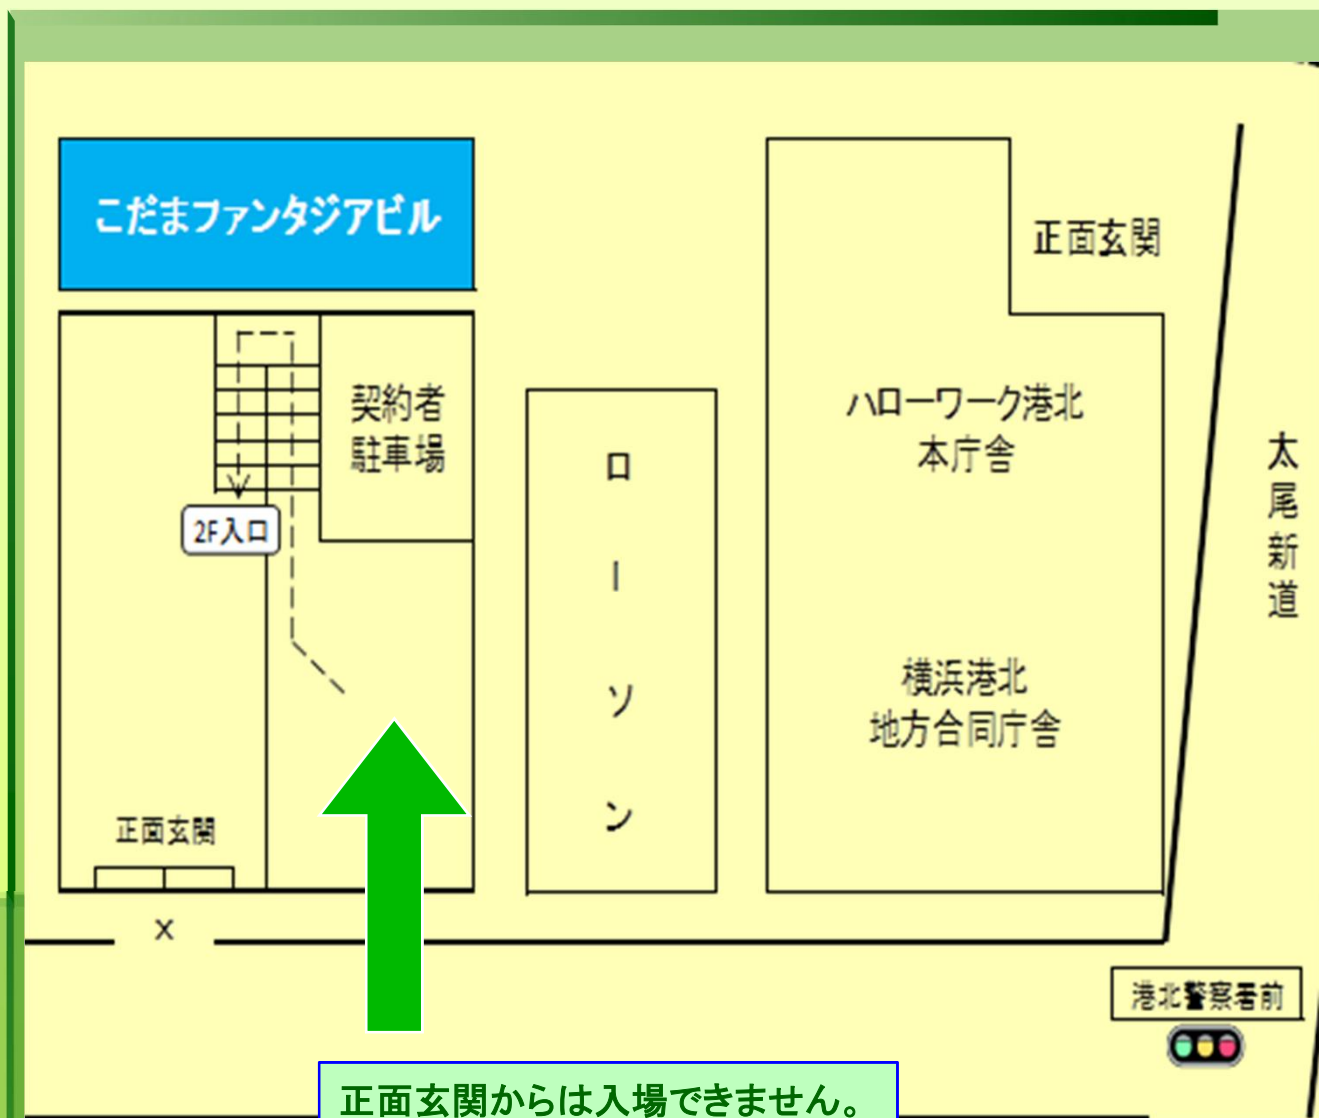 こだまファンタジアビル
正面玄関
契約者
駐車場
ハローワーク港北
本庁舎
ローソン
太尾新道
2F入口
横浜港北
地方合同庁舎
正面玄関
×
港北警察署前
正面玄関からは入場できません。